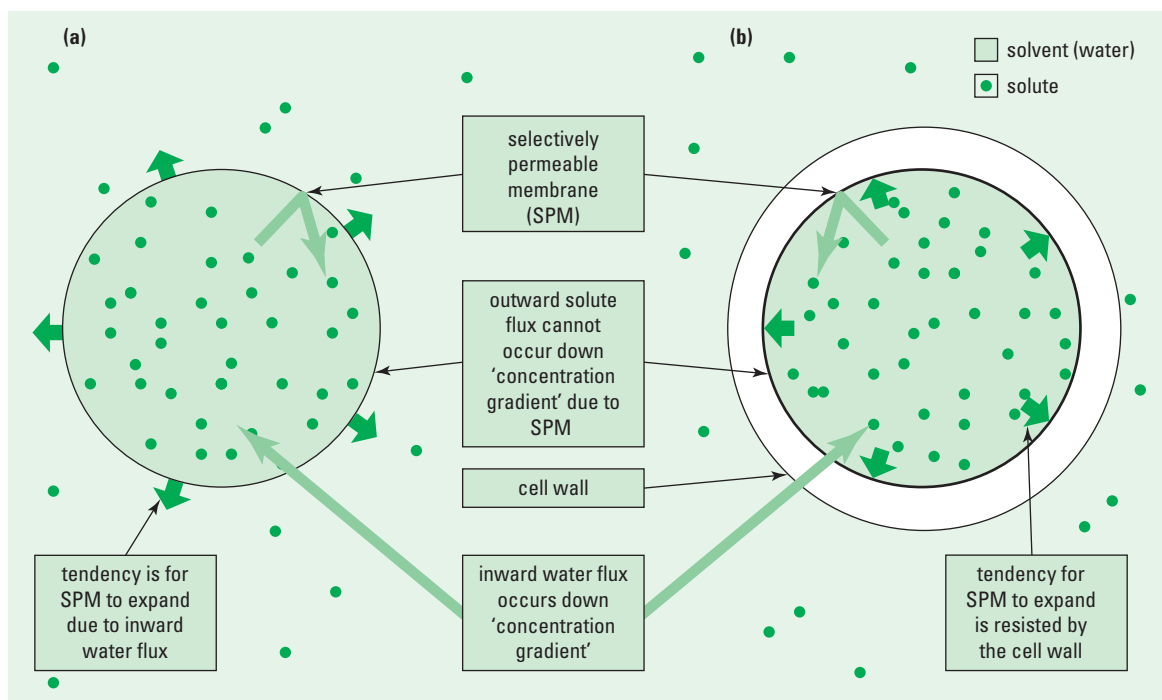 (a)
(b)
solvent (water)
solute
selectively
permeable
membrane
(SPM)
outward solute
flux cannot
occur down
‘concentration
gradient’ due to
SPM
cell wall
tendency is for
SPM to expand
due to inward
water flux
inward water flux
occurs down
‘concentration
gradient’
tendency for
SPM to expand
is resisted by
the cell wall